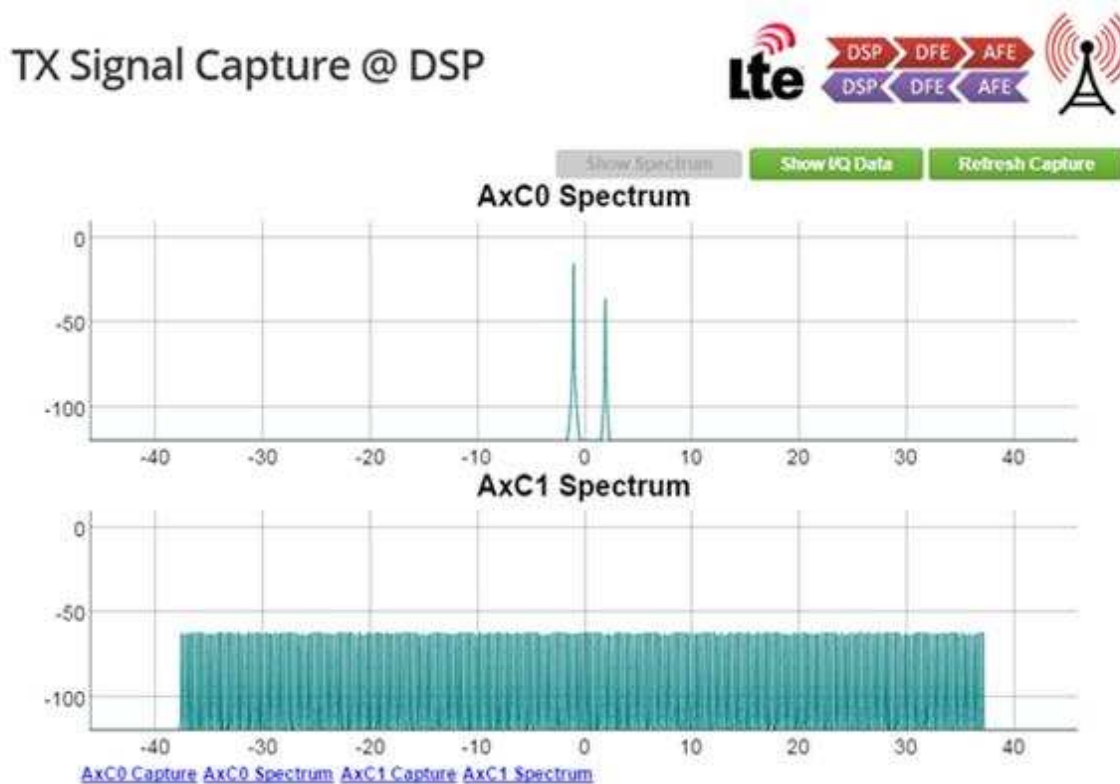 TX Signal Capture @ DSP
Lte
DSP DFE AFE
DSP DFE AFE
Show Spectrum Show I/Q Data Refresh Capture
AxC0 Spectrum
0
-50
-100
-40 -30 -20 -10 0 10 20 30 40
AxC1 Spectrum
0
-50
-100
-40 -30 -20 -10 0 10 20 30 40
AxC0 Capture AxC0 Spectrum AxC1 Capture AxC1 Spectrum